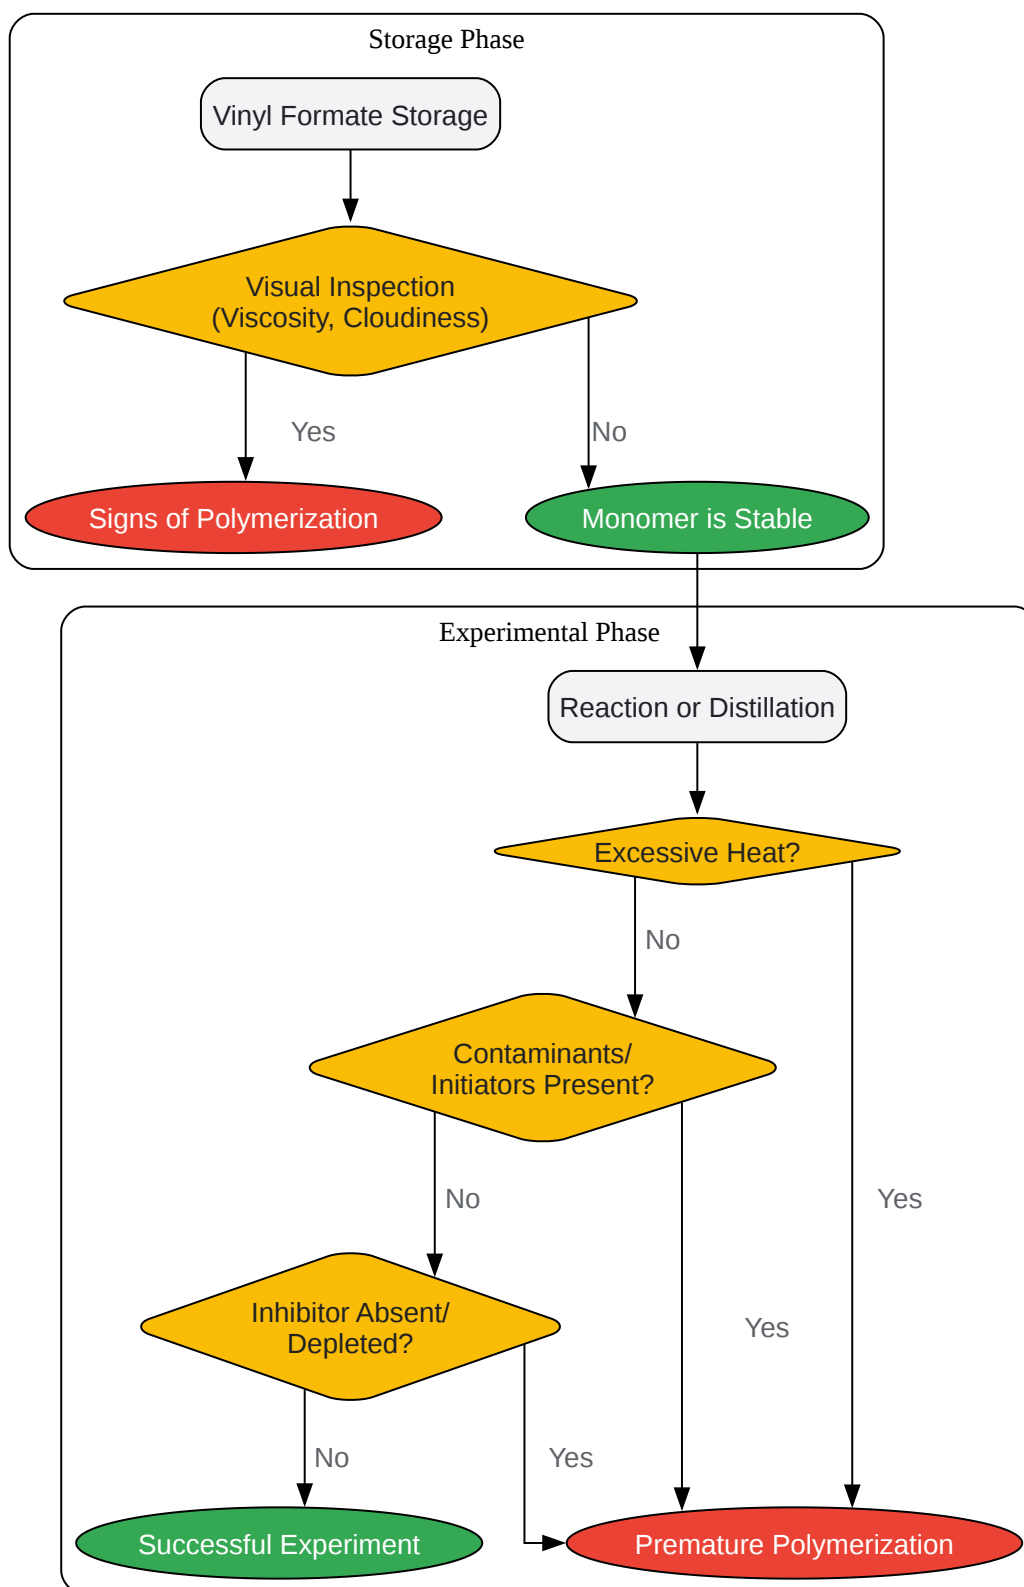 Storage Phase
Vinyl Formate Storage
Visual Inspection
(Viscosity, Cloudiness)
Yes
No
Signs of Polymerization
Monomer is Stable
Experimental Phase
Reaction or Distillation
Excessive Heat?
No
Contaminants/
Initiators Present?
No
Yes
Inhibitor Absent/
Depleted?
Yes
No
Yes
Successful Experiment
Premature Polymerization